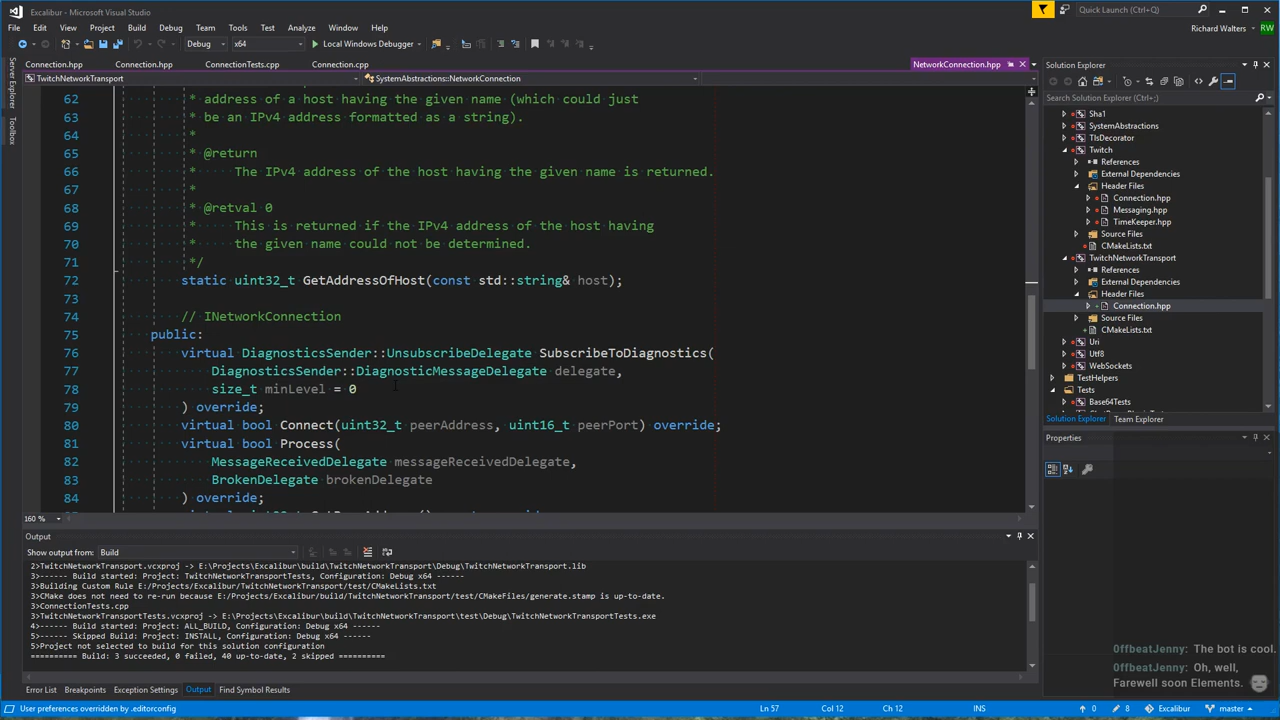 Excalibur - Microsoft Visual Studio
Quick Launch (Ctrl+Q)
File Edit View Project Build Debug Team Tools Test Analyze Window Help
Richard Walters RW
Debug x64 Local Windows Debugger
Connection.hpp Connection.hpp ConnectionTests.cpp Connection.cpp NetworkConnection.hpp
TwitchNetworkTransport SystemAbstractions::NetworkConnection
Server Explorer
Toolbox
62 * address of a host having the given name (which could just
63 * be an IPv4 address formatted as a string).
64 *
65 * @return
66 * The IPv4 address of the host having the given name is returned.
67 *
68 * @retval 0
69 * This is returned if the IPv4 address of the host having
70 * the given name could not be determined.
71 */
72 static uint32_t GetAddressOfHost(const std::string& host);
73
74 // INetworkConnection
75 public:
76 virtual DiagnosticsSender::UnsubscribeDelegate SubscribeToDiagnostics(
77 DiagnosticsSender::DiagnosticMessageDelegate delegate,
78 size_t minLevel = 0
79 ) override;
80 virtual bool Connect(uint32_t peerAddress, uint16_t peerPort) override;
81 virtual bool Process(
82 MessageReceivedDelegate messageReceivedDelegate,
83 BrokenDelegate brokenDelegate
84 ) override;
160 %
Solution Explorer
Search Solution Explorer (Ctrl+;)
Sha1
SystemAbstractions
TlsDecorator
Twitch
References
External Dependencies
Header Files
Connection.hpp
Messaging.hpp
TimeKeeper.hpp
Source Files
CMakeLists.txt
TwitchNetworkTransport
References
External Dependencies
Header Files
Connection.hpp
Source Files
CMakeLists.txt
Uri
Utf8
WebSockets
TestHelpers
Tests
Base64Tests
Solution Explorer Team Explorer
Properties
Output
Show output from: Build
2>TwitchNetworkTransport.vcxproj -> E:\Projects\Excalibur\build\TwitchNetworkTransport\Debug\TwitchNetworkTransport.lib
3>------ Build started: Project: TwitchNetworkTransportTests, Configuration: Debug x64 ------
3>Building Custom Rule E:/Projects/Excalibur/TwitchNetworkTransport/test/CMakeLists.txt
3>CMake does not need to re-run because E:/Projects/Excalibur/build/TwitchNetworkTransport/test/CMakeFiles/generate.stamp is up-to-date.
3>ConnectionTests.cpp
3>TwitchNetworkTransportTests.vcxproj -> E:\Projects\Excalibur\build\TwitchNetworkTransport\test\Debug\TwitchNetworkTransportTests.exe
4>------ Build started: Project: ALL_BUILD, Configuration: Debug x64 ------
5>------ Skipped Build: Project: INSTALL, Configuration: Debug x64 ------
5>Project not selected to build for this solution configuration
========== Build: 3 succeeded, 0 failed, 40 up-to-date, 2 skipped ==========
0ffbeatJenny: The bot is cool.
0ffbeatJenny: Oh, well,
Farewell soon Elements.
Error List Breakpoints Exception Settings Output Find Symbol Results
User preferences overridden by .editorconfig Ln 57 Col 12 Ch 12 INS 0 8 Excalibur master